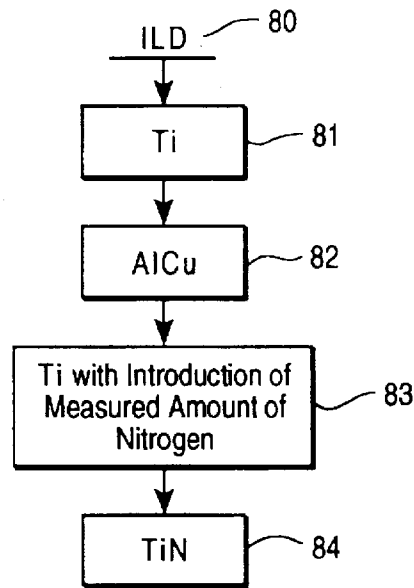 ILD 80
Ti 81
AlCu 82
Ti with Introduction of
Measured Amount of
Nitrogen 83
TiN 84